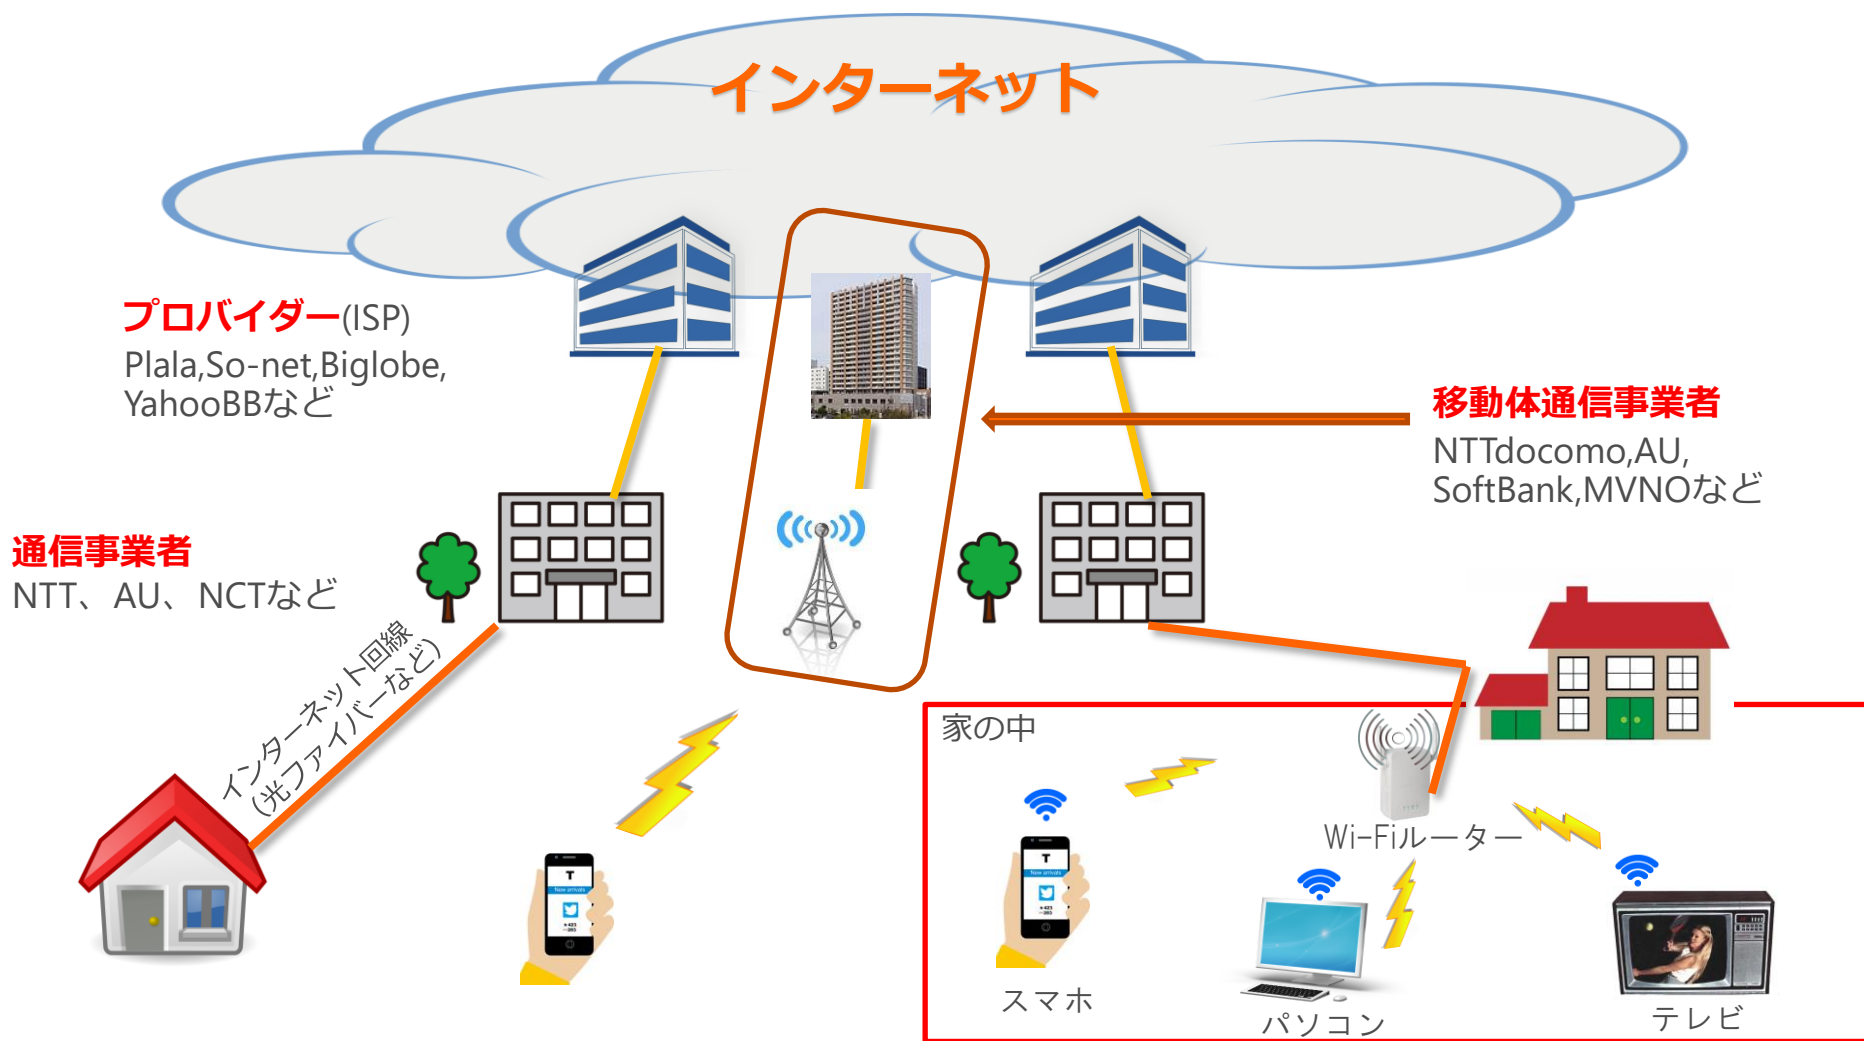 インターネット
プロバイダー(ISP)
Plala,So-net,Biglobe,
YahooBBなど
移動体通信事業者
NTTdocomo,AU,
SoftBank,MVNOなど
通信事業者
NTT、AU、NCTなど
インターネット回線
(光ファイバーなど)
家の中
Wi-Fiルーター
T
New arrivals
T
New arrivals
スマホ
パソコン
テレビ